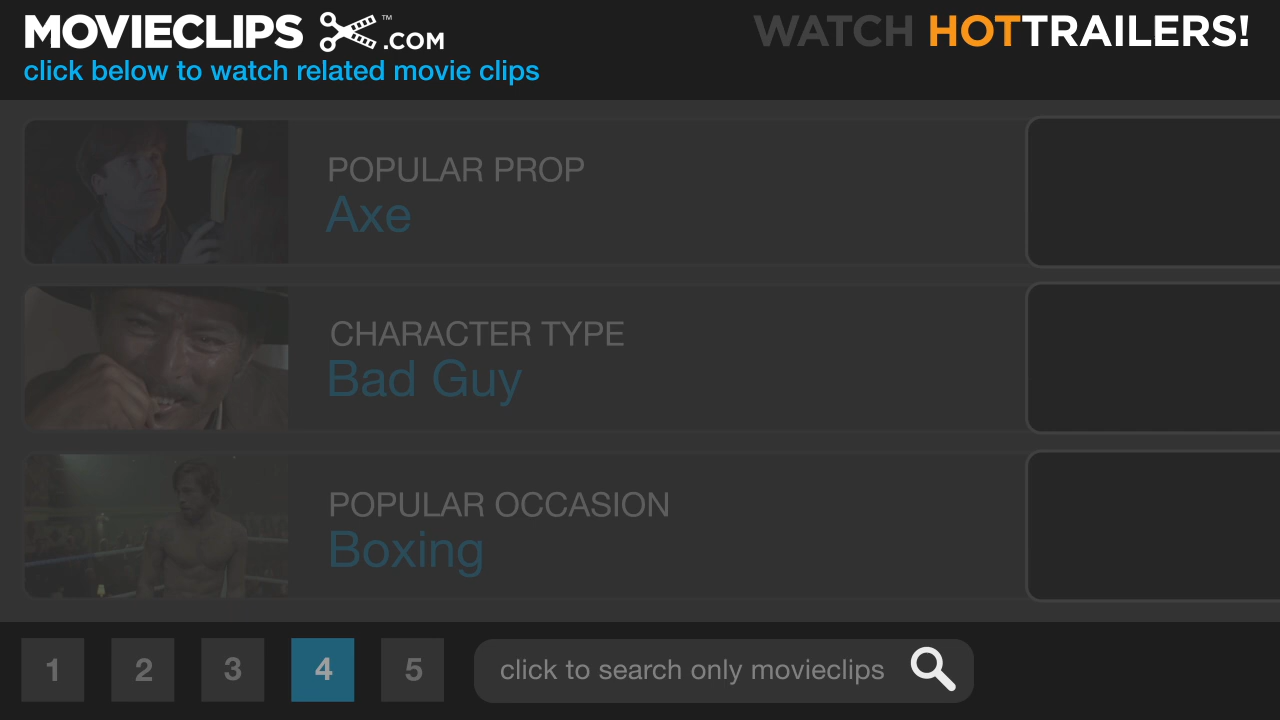 MOVIECLIPS ™ .COM
WATCH HOTTRAILERS!
click below to watch related movie clips
POPULAR PROP
Axe
CHARACTER TYPE
Bad Guy
POPULAR OCCASION
Boxing
1 2 3 4 5
click to search only movieclips